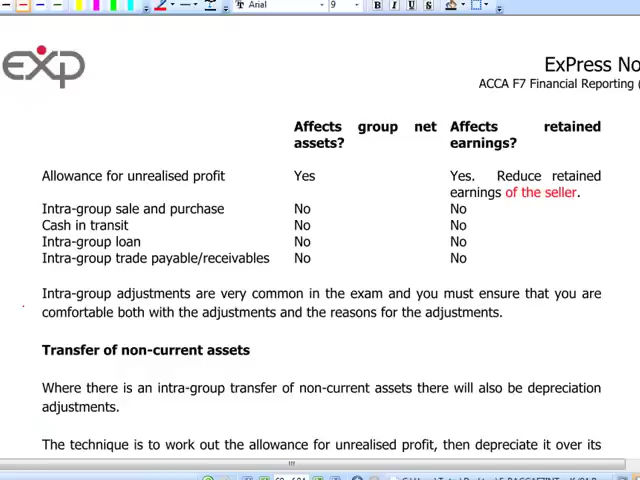 Arial 9 B I U S
exp
ExPress No
ACCA F7 Financial Reporting (
Affects group net Affects retained
assets? earnings?
Allowance for unrealised profit Yes Yes. Reduce retained
earnings of the seller.
Intra-group sale and purchase No No
Cash in transit No No
Intra-group loan No No
Intra-group trade payable/receivables No No
Intra-group adjustments are very common in the exam and you must ensure that you are
comfortable both with the adjustments and the reasons for the adjustments.
Transfer of non-current assets
Where there is an intra-group transfer of non-current assets there will also be depreciation
adjustments.
The technique is to work out the allowance for unrealised profit, then depreciate it over its